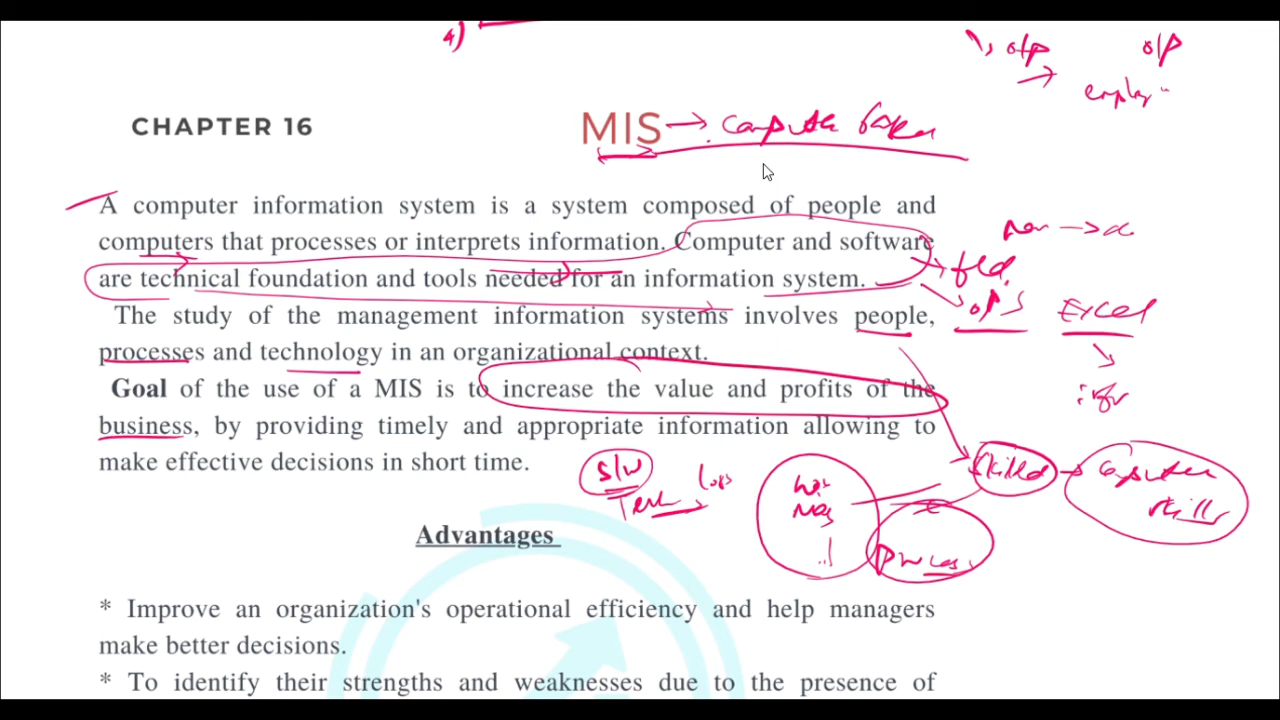 4)
o/p o/p
CHAPTER 16 MIS → computer
A computer information system is a system composed of people and
computers that processes or interprets information. Computer and software
are technical foundation and tools needed for an information system.
The study of the management information systems involves people,
o/p's Excel
processes and technology in an organizational context.
Goal of the use of a MIS is to increase the value and profits of the
business, by providing timely and appropriate information allowing to
make effective decisions in short time.
S/W Skilled → computer
skills
process
Advantages
* Improve an organization's operational efficiency and help managers
make better decisions.
* To identify their strengths and weaknesses due to the presence of